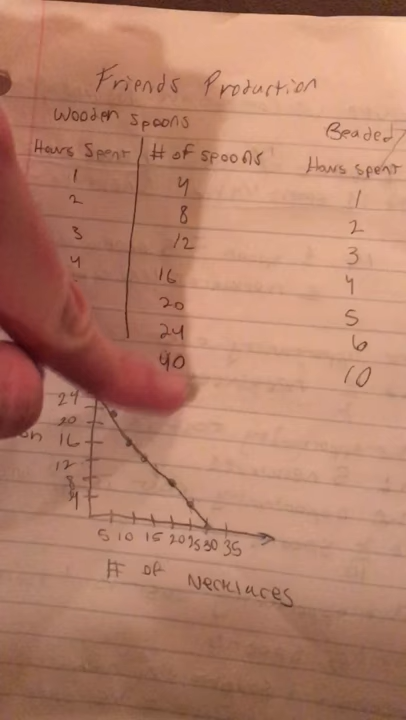 Friends Production
Wooden Spoons
Beaded
Hours Spent # of spoons Hours Spent
1 4 1
2 8 2
3 12 3
4 16 4
20 5
24 6
40 10
24
20
16
12
8
4
5 10 15 20 25 30 35
# of Necklaces